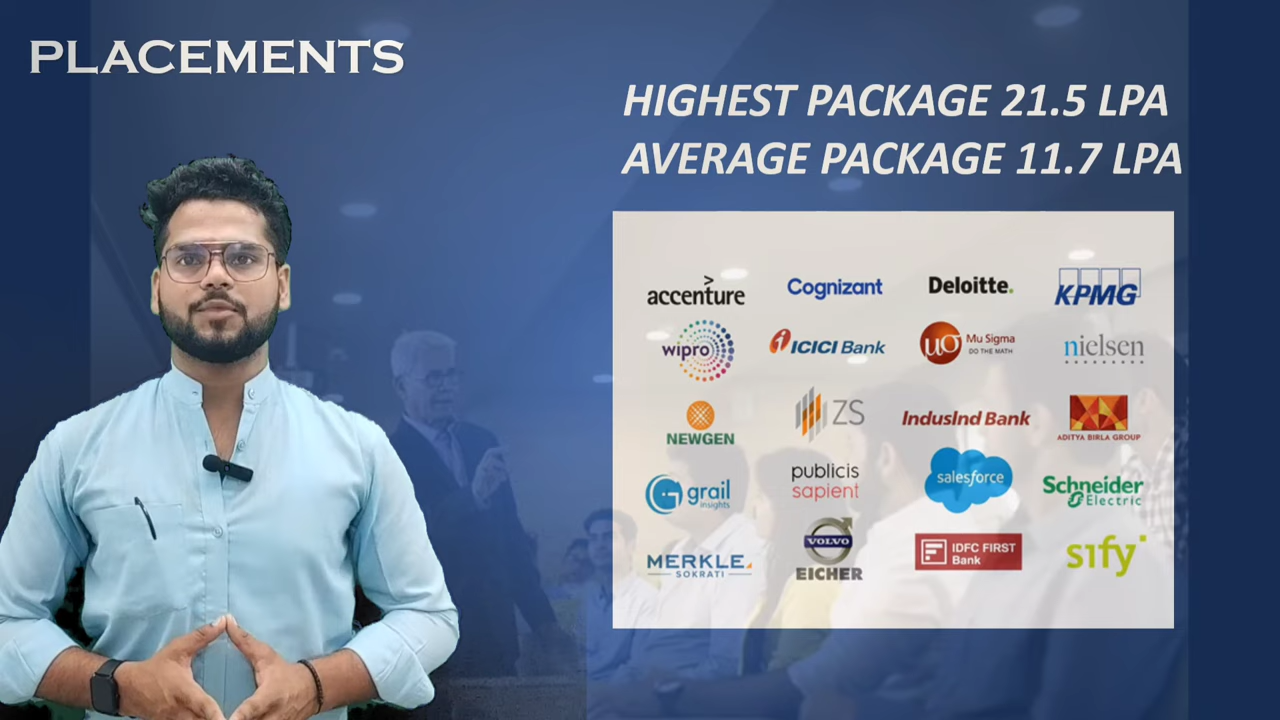 PLACEMENTS
HIGHEST PACKAGE 21.5 LPA
AVERAGE PACKAGE 11.7 LPA
accenture
Cognizant
Deloitte.
KPMG
wipro
ICICI Bank
Mu Sigma
DO THE MATH
nielsen
NEWGEN
ZS
IndusInd Bank
ADITYA BIRLA GROUP
grail
insights
publicis
sapient
salesforce
Schneider
Electric
MERKLE
SOKRATI
VOLVO
EICHER
IDFC FIRST
Bank
sify